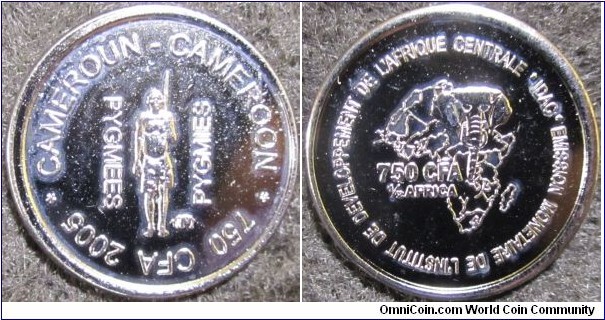 CAMEROUN - CAMEROON
PYGMEES
PYGMIES
* 750 CFA 2005 *
EMISSION MONETAIRE DE L'INSTITUT DE DEVELOPPEMENT DE L'AFRIQUE CENTRALE "IDAC"
750 CFA
½ AFRICA
OmniCoin.com World Coin Community